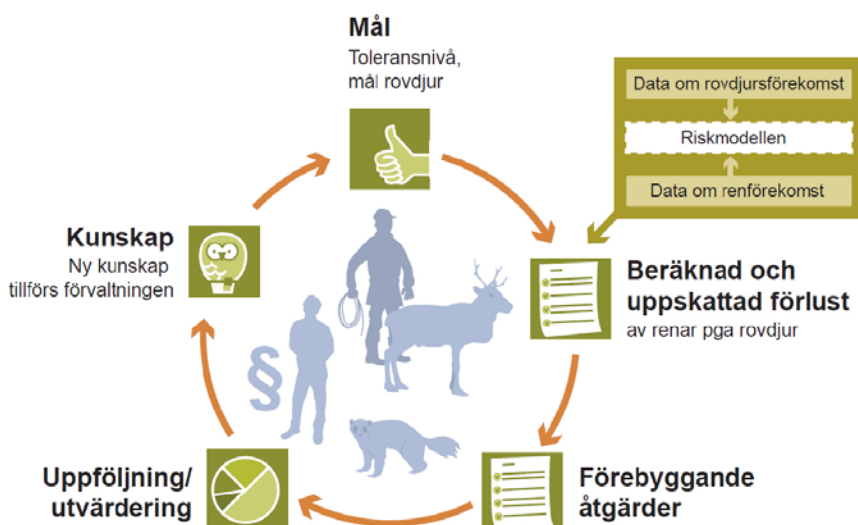 Mål
Toleransnivå,
mål rovdjur
Data om rovdjursförekomst
Riskmodellen
Data om renförekomst
Beräknad och
uppskattad förlust
av renar pga rovdjur
Förebyggande
åtgärder
Uppföljning/
utvärdering
Kunskap
Ny kunskap
tillförs förvaltningen
§